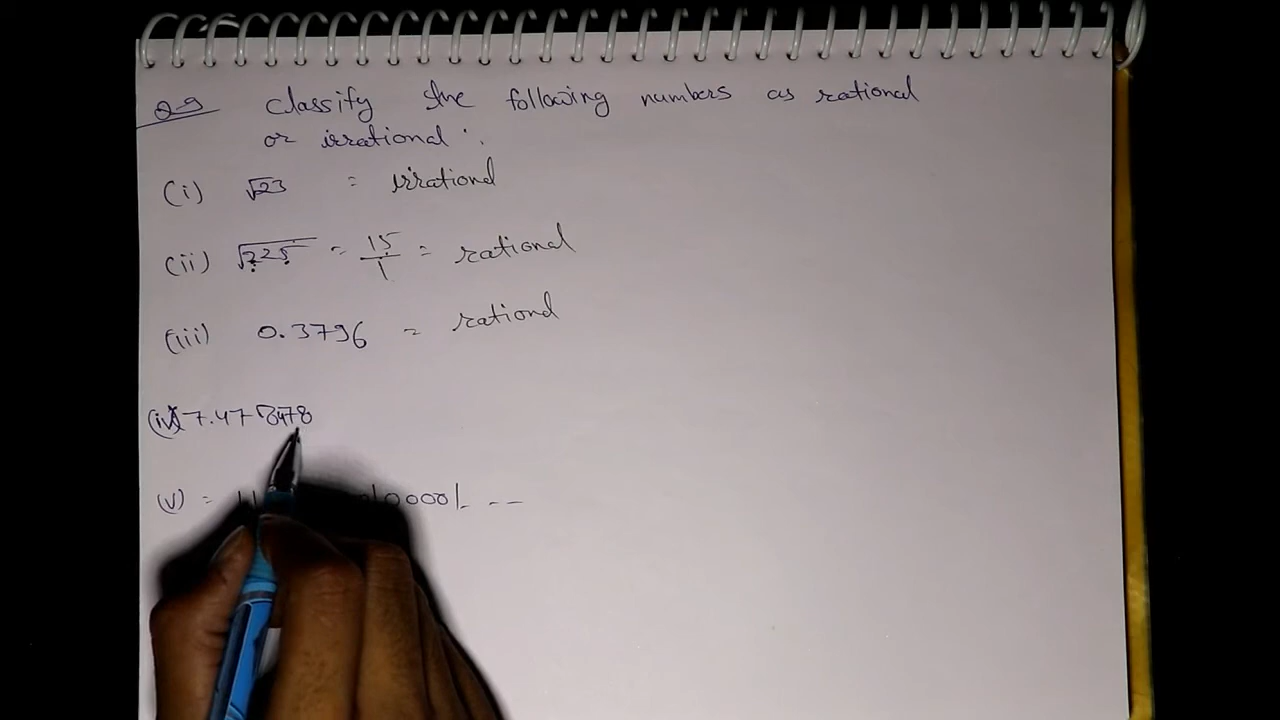 Q-9 Classify the following numbers as rational
or irrational :
(i) √23 = irrational
(ii) √225 = 15/1 = rational
(iii) 0.3796 = rational
(iv) 7.478478
(v) = 100001- --